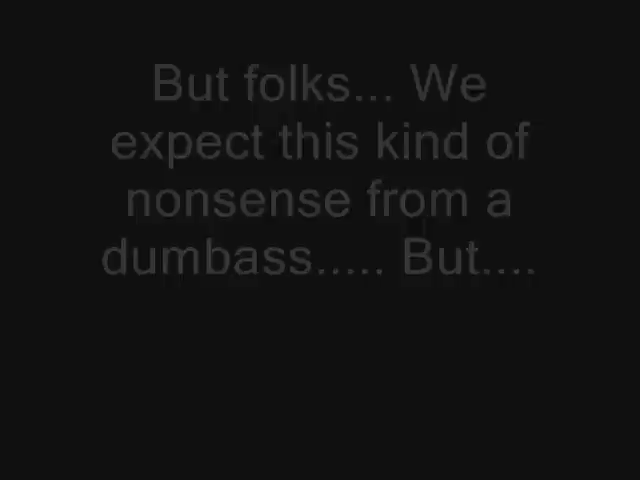 But folks... We
expect this kind of
nonsense from a
dumbass..... But....